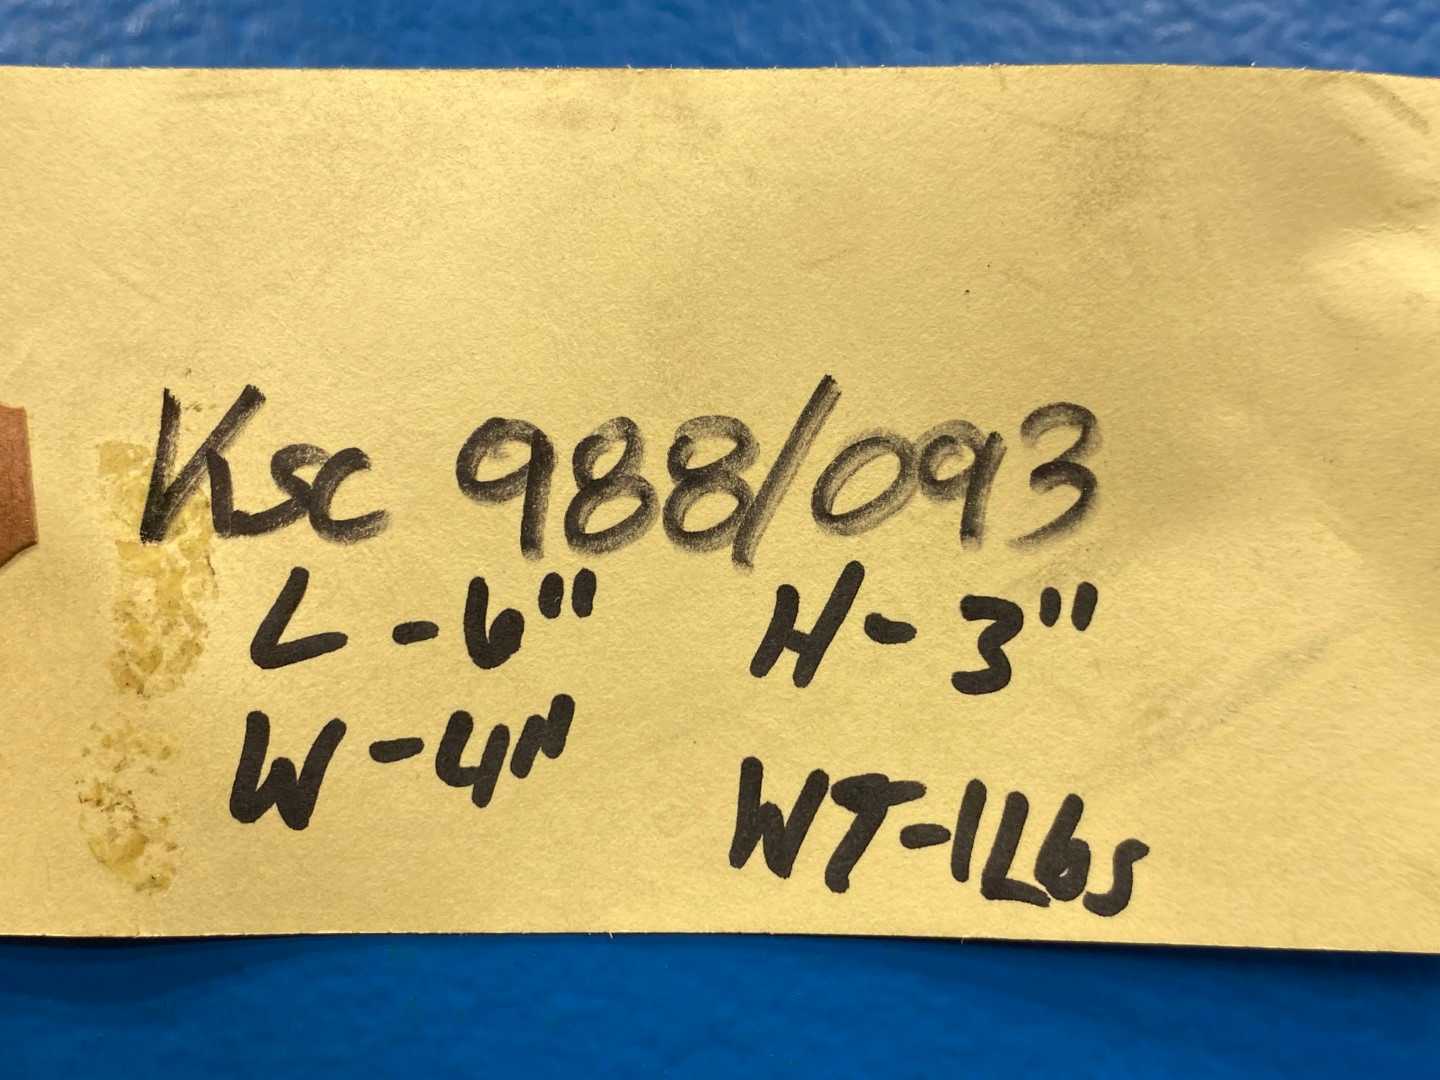 Ksc 988/093
L-6" H-3"
W-4" WT-1Lbs